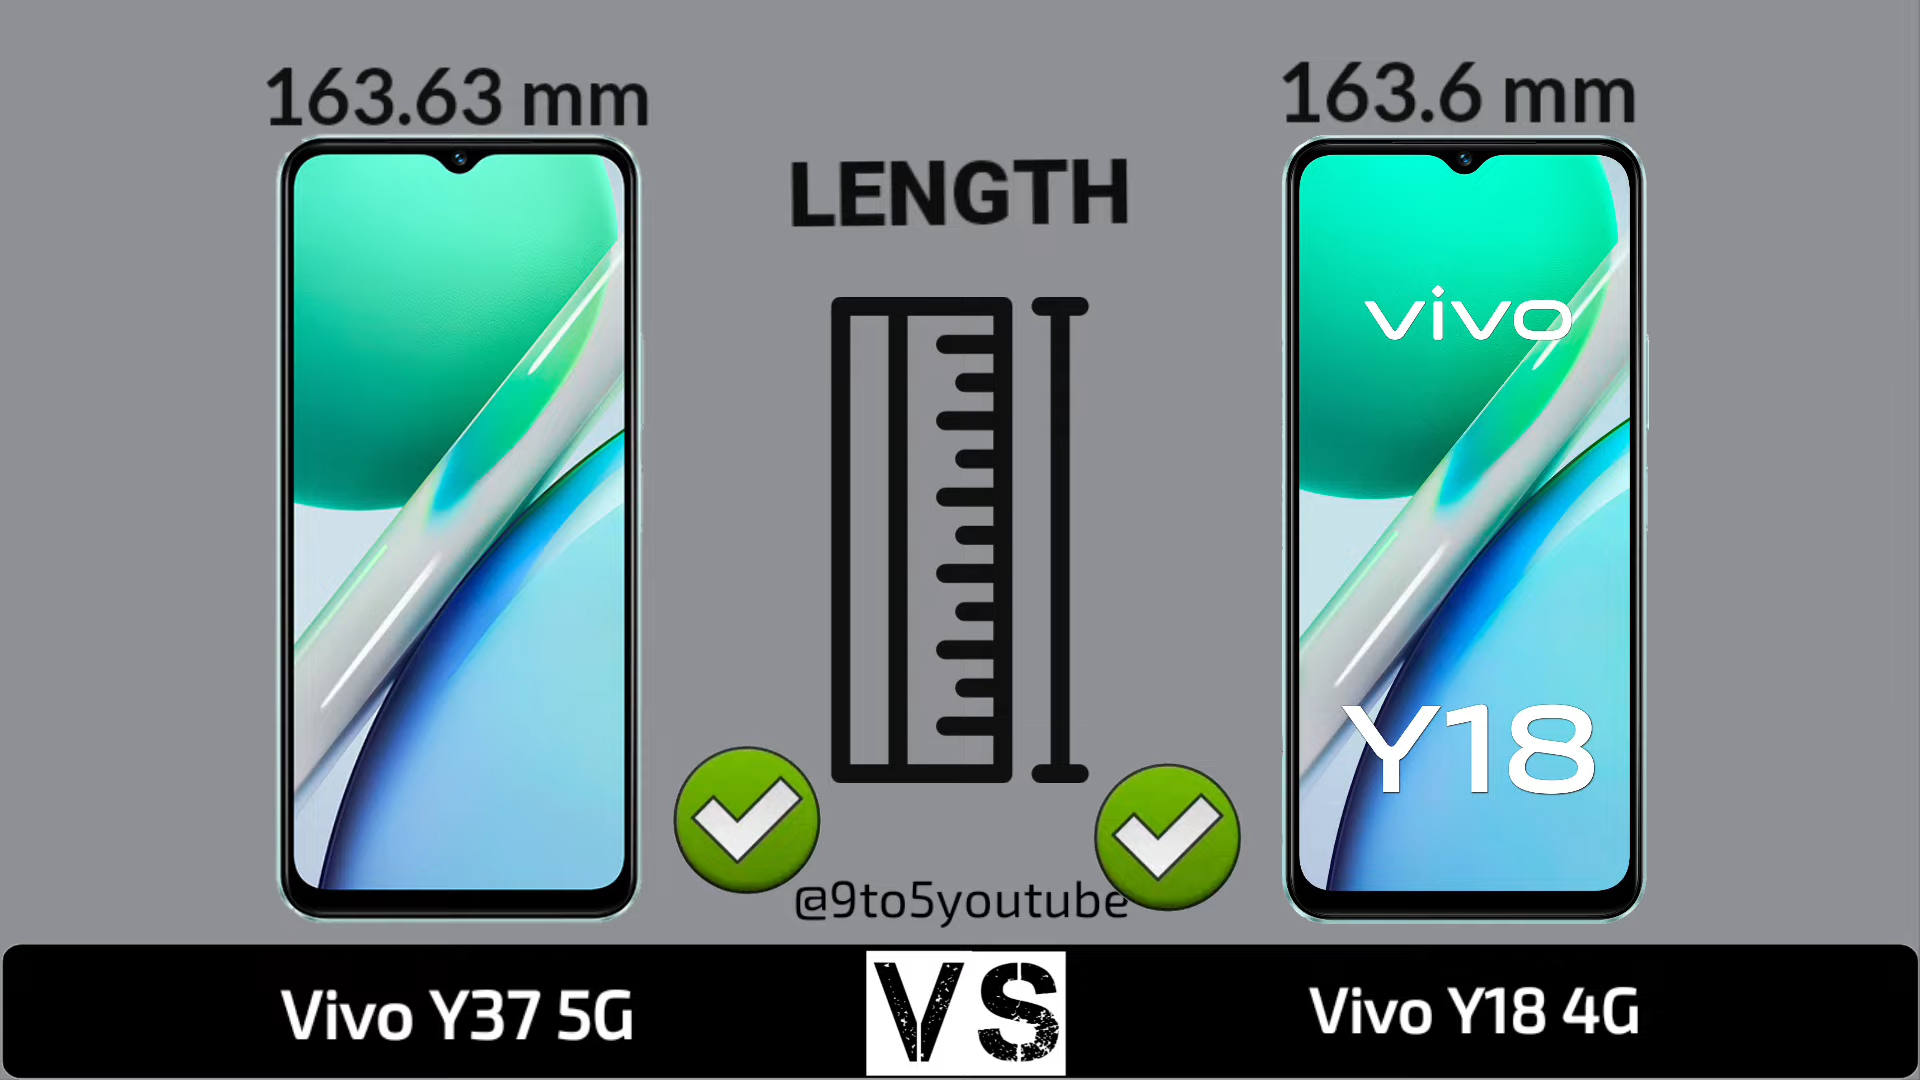 163.63 mm
163.6 mm
LENGTH
vivo
Y18
@9to5youtube
Vivo Y37 5G
VS
Vivo Y18 4G